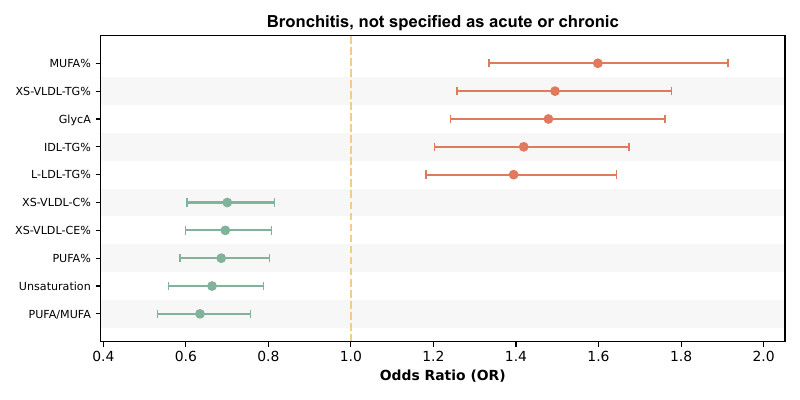 Bronchitis, not specified as acute or chronic
MUFA%
XS-VLDL-TG%
GlycA
IDL-TG%
L-LDL-TG%
XS-VLDL-C%
XS-VLDL-CE%
PUFA%
Unsaturation
PUFA/MUFA
0.4 0.6 0.8 1.0 1.2 1.4 1.6 1.8 2.0
Odds Ratio (OR)